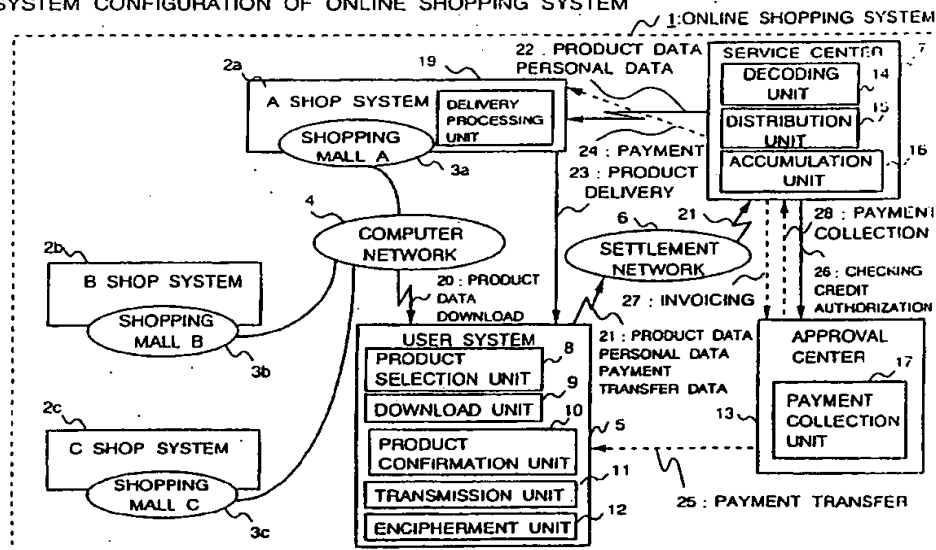 SYSTEM CONFIGURATION OF ONLINE SHOPPING SYSTEM
1:ONLINE SHOPPING SYSTEM
22 : PRODUCT DATA
PERSONAL DATA
SERVICE CENTER
7
DECODING
UNIT
14
DISTRIBUTION
UNIT
15
ACCUMULATION
UNIT
16
2a
19
A SHOP SYSTEM
DELIVERY
PROCESSING
UNIT
SHOPPING
MALL A
3a
24 : PAYMENT
23 : PRODUCT
DELIVERY
4
COMPUTER
NETWORK
6
21
SETTLEMENT
NETWORK
28 : PAYMENT
COLLECTION
26 : CHECKING
CREDIT
AUTHORIZATION
2b
B SHOP SYSTEM
SHOPPING
MALL B
3b
20 : PRODUCT
DATA
DOWNLOAD
27 : INVOICING
21 : PRODUCT DATA
PERSONAL DATA
PAYMENT
TRANSFER DATA
USER SYSTEM
PRODUCT
SELECTION UNIT
8
DOWNLOAD UNIT
9
10
PRODUCT
CONFIRMATION UNIT
5
TRANSMISSION UNIT
11
ENCIPHERMENT UNIT
12
APPROVAL
CENTER
17
PAYMENT
COLLECTION
UNIT
13
25 : PAYMENT TRANSFER
2c
C SHOP SYSTEM
SHOPPING
MALL C
3c